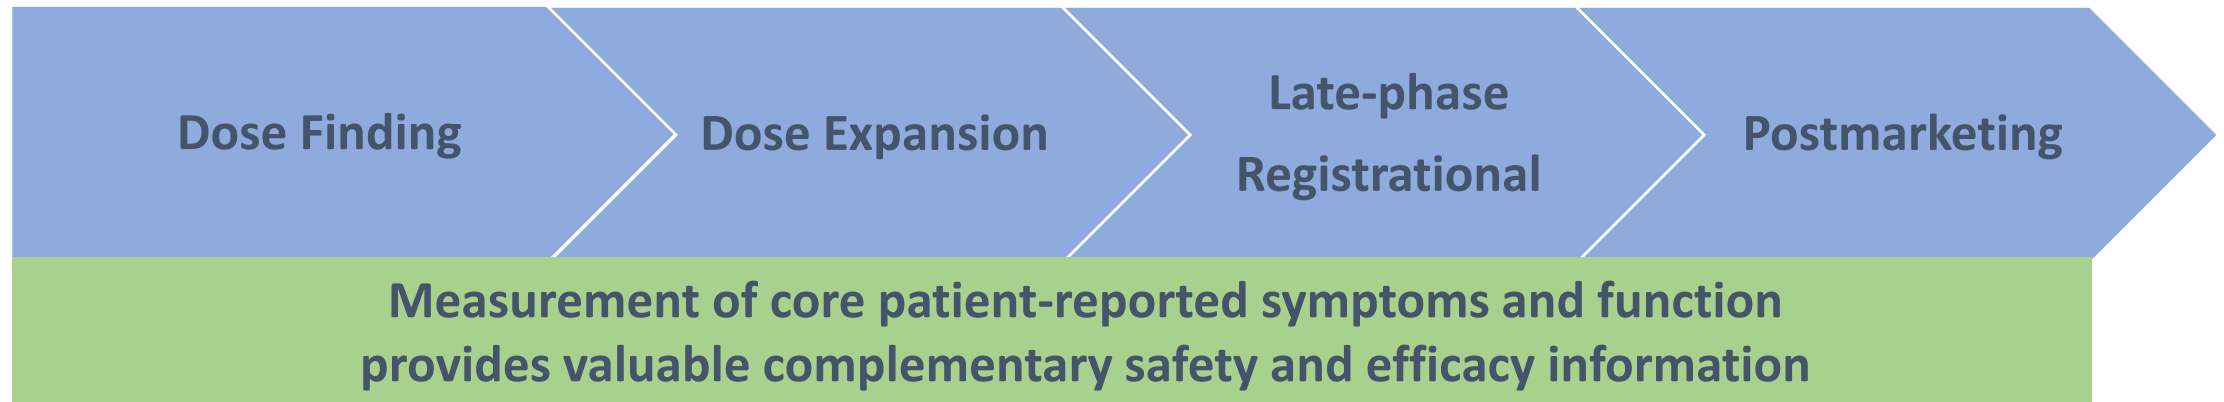 Dose Finding
Dose Expansion
Late-phase
Registrational
Postmarketing
Measurement of core patient-reported symptoms and function
provides valuable complementary safety and efficacy information